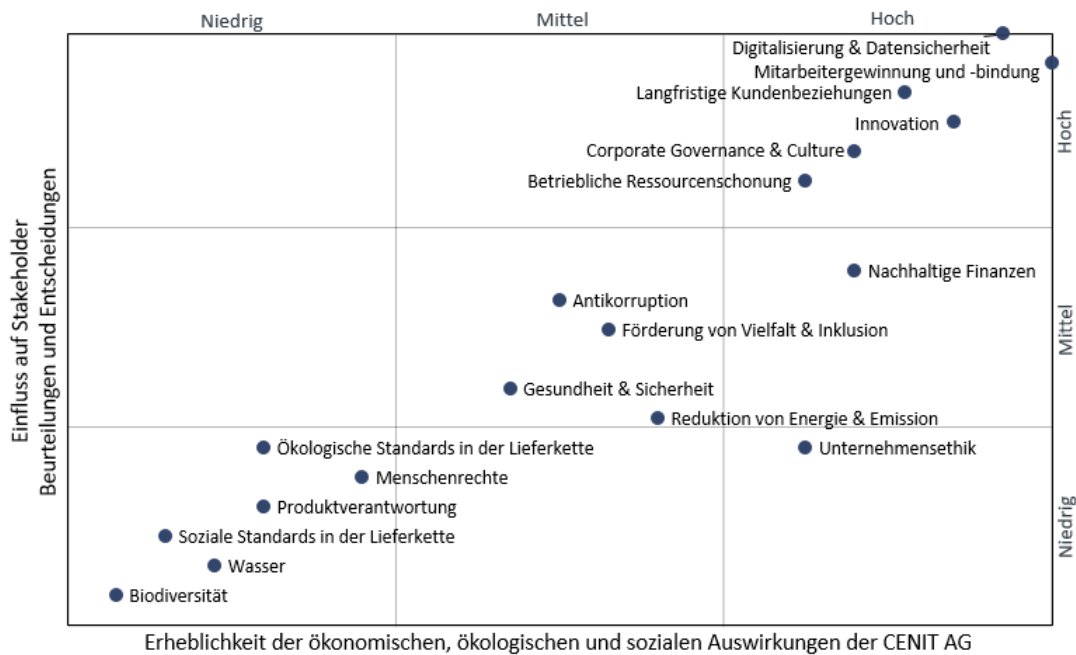 Niedrig
Mittel
Hoch
Digitalisierung & Datensicherheit
Mitarbeitergewinnung und -bindung
Langfristige Kundenbeziehungen
Innovation
Corporate Governance & Culture
Betriebliche Ressourcenschonung
Hoch
Einfluss auf Stakeholder
Beurteilungen und Entscheidungen
Nachhaltige Finanzen
Antikorruption
Förderung von Vielfalt & Inklusion
Mittel
Gesundheit & Sicherheit
Reduktion von Energie & Emission
Ökologische Standards in der Lieferkette
Unternehmensethik
Menschenrechte
Produktverantwortung
Niedrig
Soziale Standards in der Lieferkette
Wasser
Biodiversität
Erheblichkeit der ökonomischen, ökologischen und sozialen Auswirkungen der CENIT AG